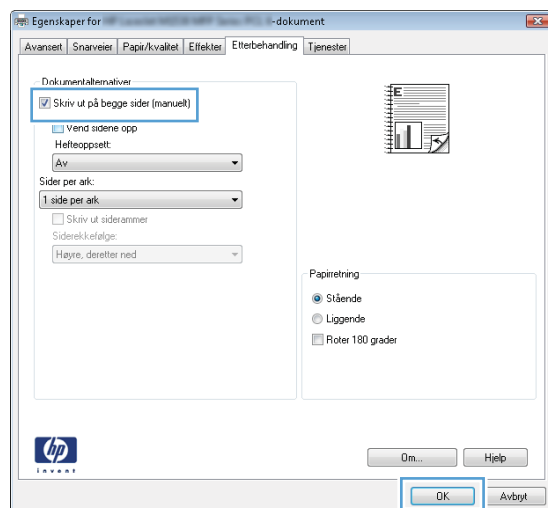 Egenskaper for -dokument
Avansert Snarveier Papir/kvalitet Effekter Etterbehandling Tjenester
Dokumentalternativer
Skriv ut på begge sider (manuelt)
Vend sidene opp
Hefteoppsett:
Av
Sider per ark:
1 side per ark
Skriv ut siderammer
Siderekkefølge:
Høyre, deretter ned
E
Papirretning
Stående
Liggende
Roter 180 grader
hp
invent
Om... Hjelp
OK Avbryt